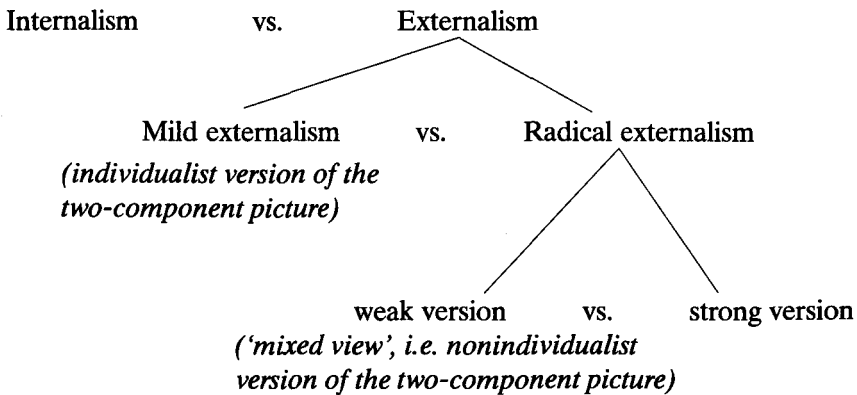 Internalism vs. Externalism
Mild externalism vs. Radical externalism
(individualist version of the
two-component picture)
weak version vs. strong version
('mixed view', i.e. nonindividualist
version of the two-component picture)